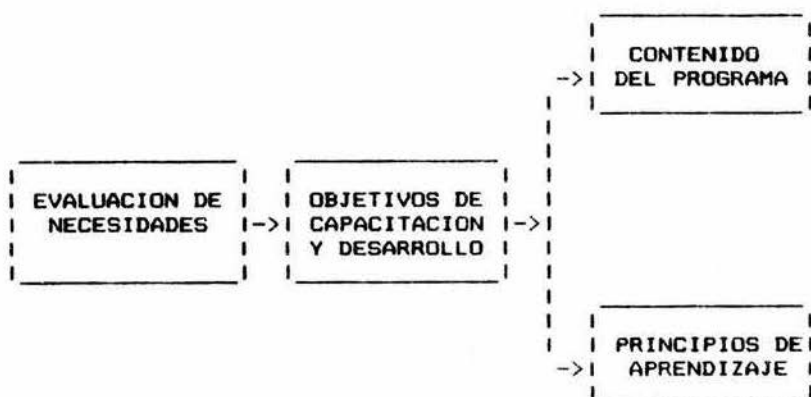 CONTENIDO
DEL PROGRAMA
EVALUACION DE
NECESIDADES
OBJETIVOS DE
CAPACITACION
Y DESARROLLO
PRINCIPIOS DE
APRENDIZAJE